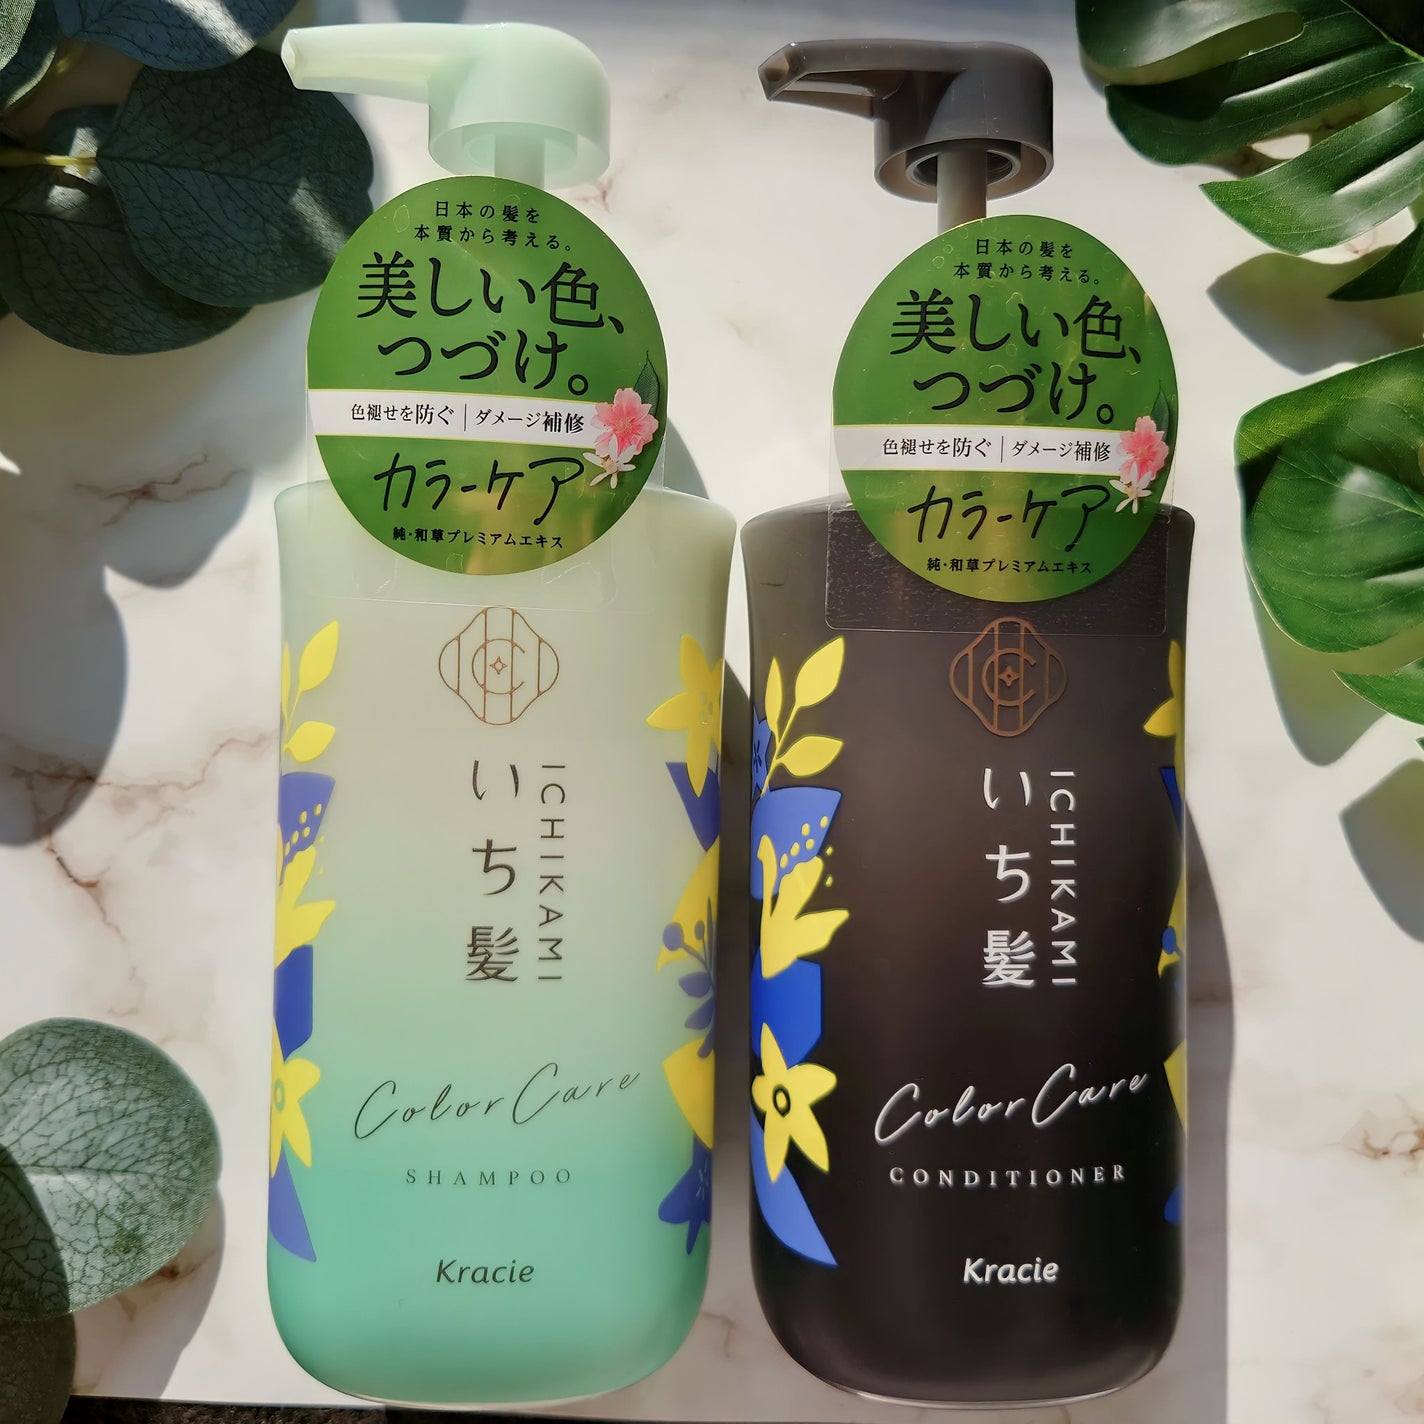 日本の髪を
本質から考える。
美しい色、
つづけ。
色褪せを防ぐ|ダメージ補修
カラーケア
純・和草プレミアムエキス
いち髪
ICHIKAMI
Color Care
SHAMPOO
Kracie
日本の髪を
本質から考える。
美しい色、
つづけ。
色褪せを防ぐ|ダメージ補修
カラーケア
純・和草プレミアムエキス
いち髪
ICHIKAMI
Color Care
CONDITIONER
Kracie